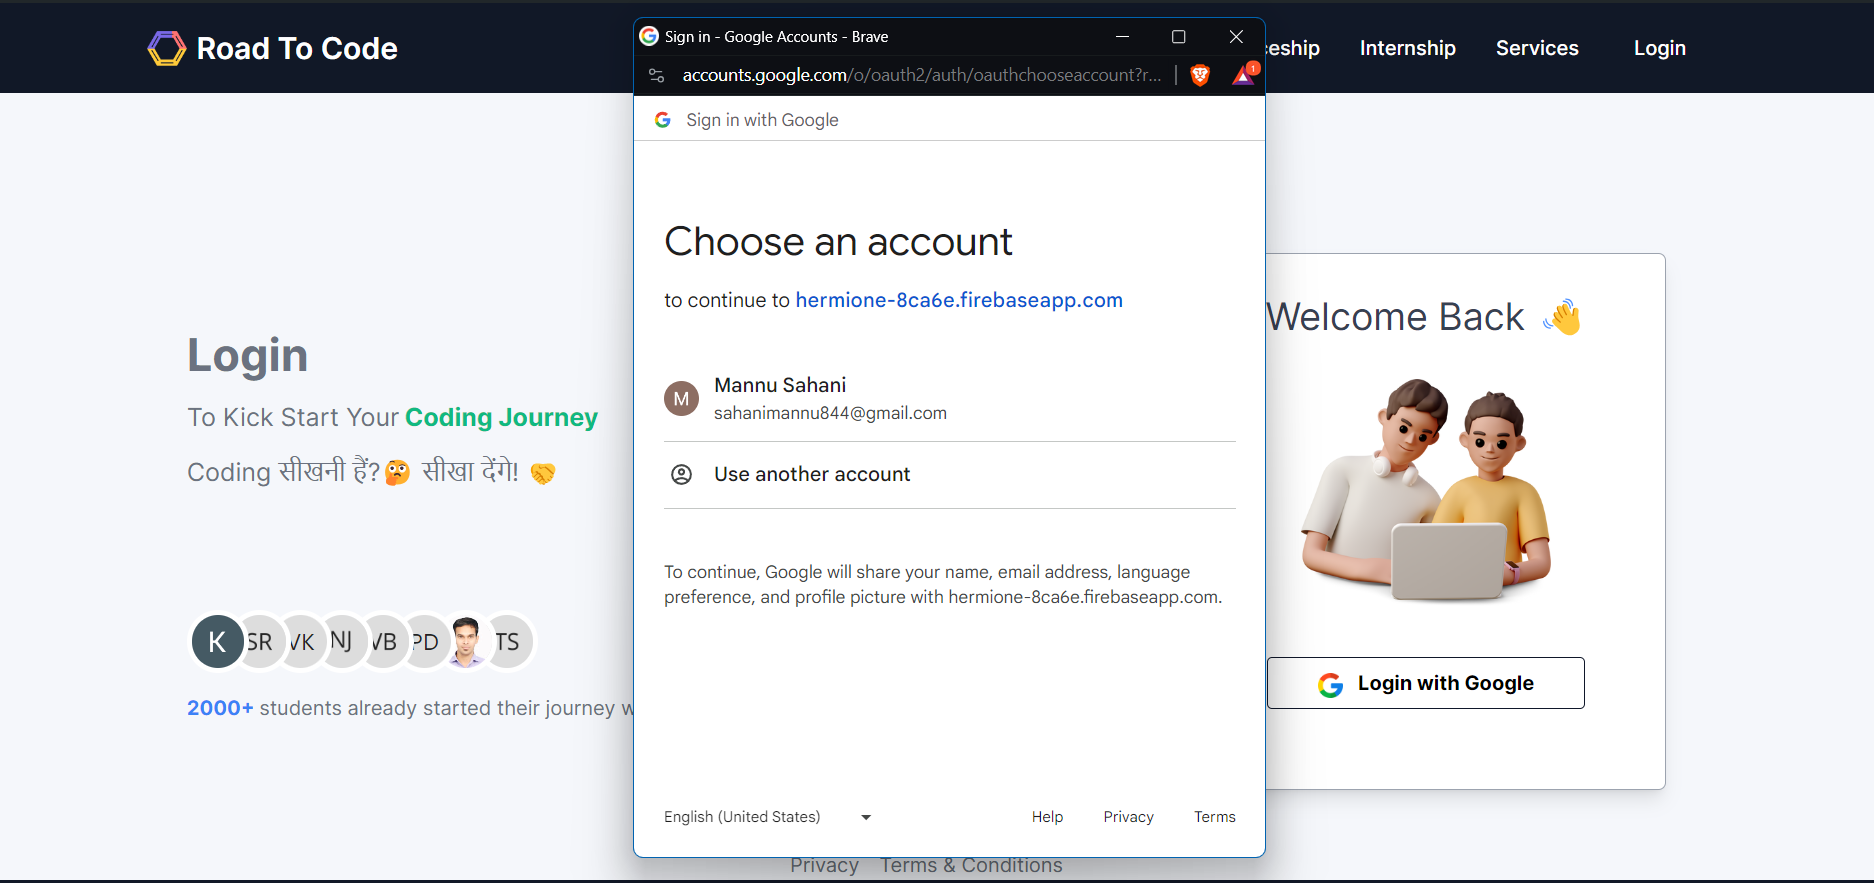 Road To Code
Internship
Services
Login
Sign in - Google Accounts - Brave
accounts.google.com/o/oauth2/auth/oauthchooseaccount?r...
1
Sign in with Google
Choose an account
to continue to hermione-8ca6e.firebaseapp.com
M
Mannu Sahani
sahanimannu844@gmail.com
Use another account
To continue, Google will share your name, email address, language
preference, and profile picture with hermione-8ca6e.firebaseapp.com.
English (United States)
Help
Privacy
Terms
Login
To Kick Start Your Coding Journey
Coding सीखनी हैं?🤔 सीखा देंगे! 🤝
K
SR
VK
NJ
VB
PD
TS
2000+ students already started their journey
Welcome Back 👋
Login with Google
Privacy
Terms & Conditions